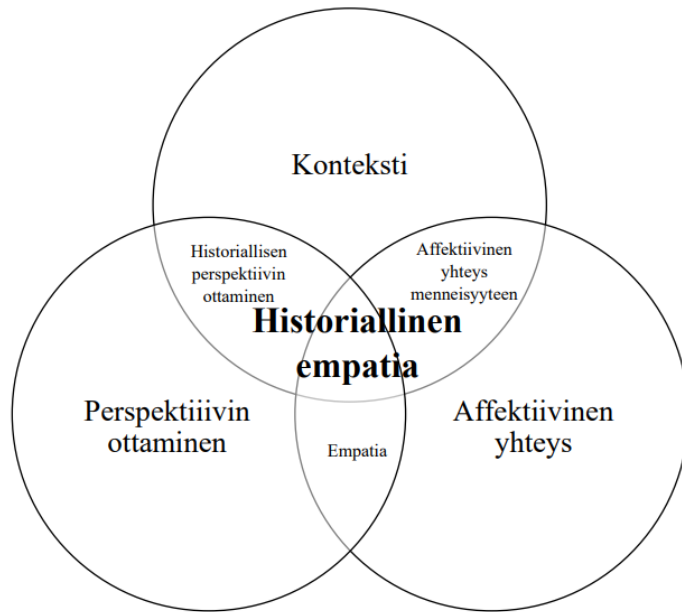 Konteksti
Historiallisen
perspektiivin
ottaminen
Affektiivinen
yhteys
menneisyyteen
Historiallinen
empatia
Perspektiiivin
ottaminen
Affektiivinen
yhteys
Empatia